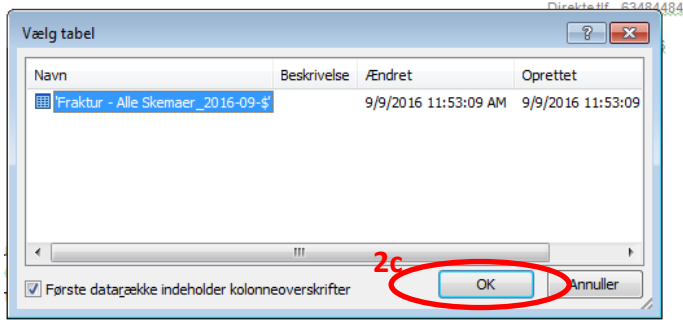 Direkte tlf 63484484
Vælg tabel
Navn Beskrivelse Ændret Oprettet
'Fraktur - Alle Skemaer_2016-09-$' 9/9/2016 11:53:09 AM 9/9/2016 11:53:09
2c
Første datarække indeholder kolonneoverskrifter OK Annuller